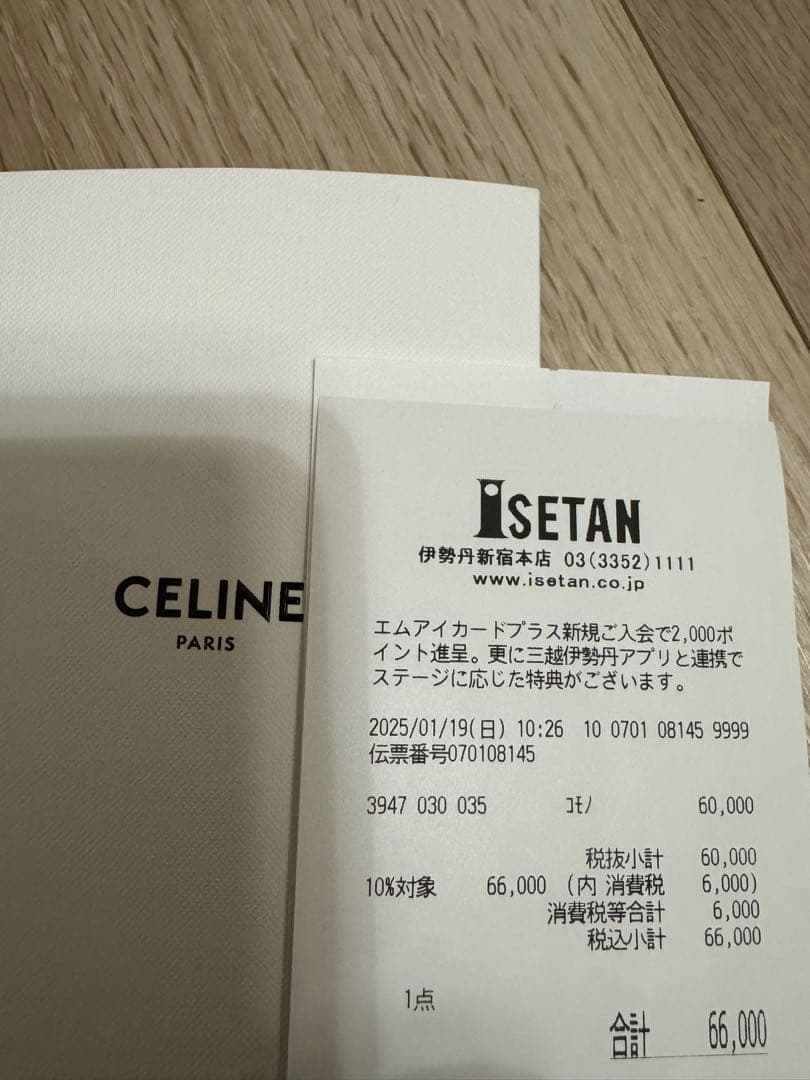 CELINE
PARIS
ISETAN
伊勢丹新宿本店 03(3352)1111
www.isetan.co.jp
エムアイカードプラス新規ご入会で2,000ポ
イント進呈。更に三越伊勢丹アプリと連携で
ステージに応じた特典がございます。
2025/01/19(日) 10:26 10 0701 08145 9999
伝票番号070108145
3947 030 035 ｺﾓﾉ 60,000
税抜小計 60,000
10%対象 66,000 (内 消費税 6,000)
消費税等合計 6,000
税込小計 66,000
1点
合計 66,000